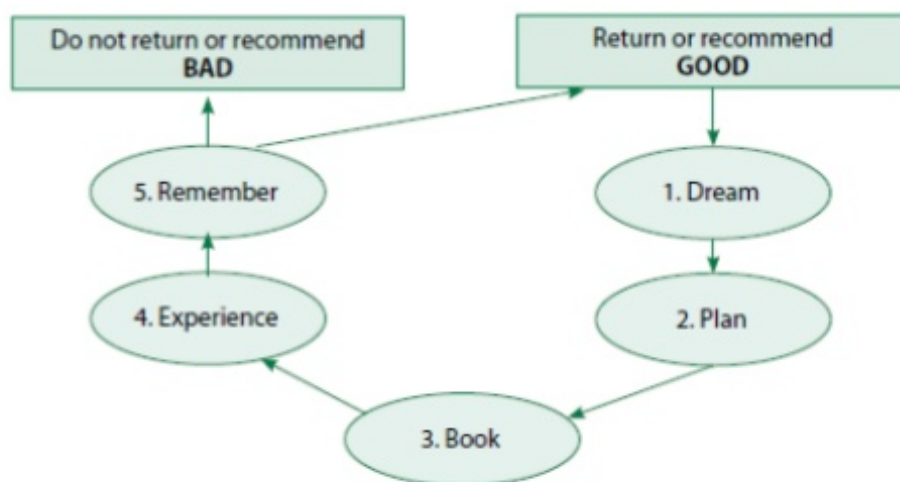 Do not return or recommend
BAD
Return or recommend
GOOD
5. Remember
1. Dream
4. Experience
2. Plan
3. Book